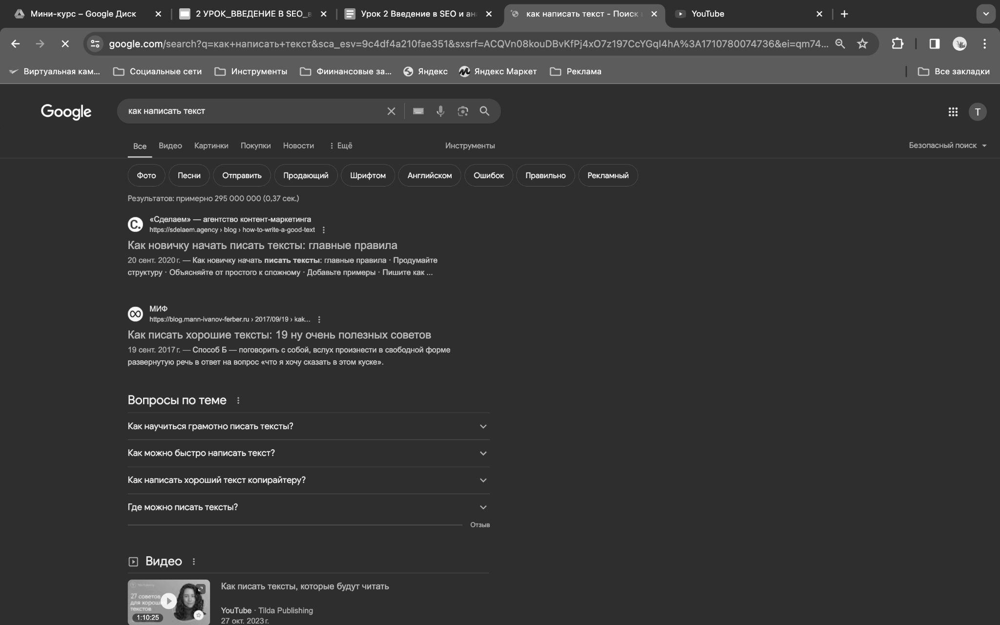 Мини-курс – Google Диск
2 УРОК_ВВЕДЕНИЕ В SEO_в
Урок 2 Введение в SEO и ан
как написать текст - Поиск
YouTube
google.com/search?q=как+написать+текст&sca_esv=9c4df4a210fae351&sxsrf=ACQVn08kouDBvKfPj4xO7z197CcYGqI4hA%3A1710780074736&ei=qm74...
Виртуальная кам...
Социальные сети
Инструменты
Фиинансовые за...
Яндекс
Яндекс Маркет
Реклама
Все закладки
Google
как написать текст
T
Все
Видео
Картинки
Покупки
Новости
Ещё
Инструменты
Безопасный поиск
Фото
Песни
Отправить
Продающий
Шрифтом
Английском
Ошибок
Правильно
Рекламный
Результатов: примерно 295 000 000 (0,37 сек.)
C.
«Сделаем» — агентство контент-маркетинга
https://sdelaem.agency › blog › how-to-write-a-good-text
Как новичку начать писать тексты: главные правила
20 сент. 2020 г. — Как новичку начать писать тексты: главные правила · Продумайте
структуру · Объясняйте от простого к сложному · Добавьте примеры · Пишите как ...
МИФ
https://blog.mann-ivanov-ferber.ru › 2017/09/19 › kak...
Как писать хорошие тексты: 19 ну очень полезных советов
19 сент. 2017 г. — Способ Б — поговорить с собой, вслух произнести в свободной форме
развернутую речь в ответ на вопрос «что я хочу сказать в этом куске».
Вопросы по теме
Как научиться грамотно писать тексты?
Как можно быстро написать текст?
Как написать хороший текст копирайтеру?
Где можно писать тексты?
Отзыв
Видео
27 советов
для хорош
текстов
1:10:25
Как писать тексты, которые будут читать
YouTube · Tilda Publishing
27 окт. 2023 г.